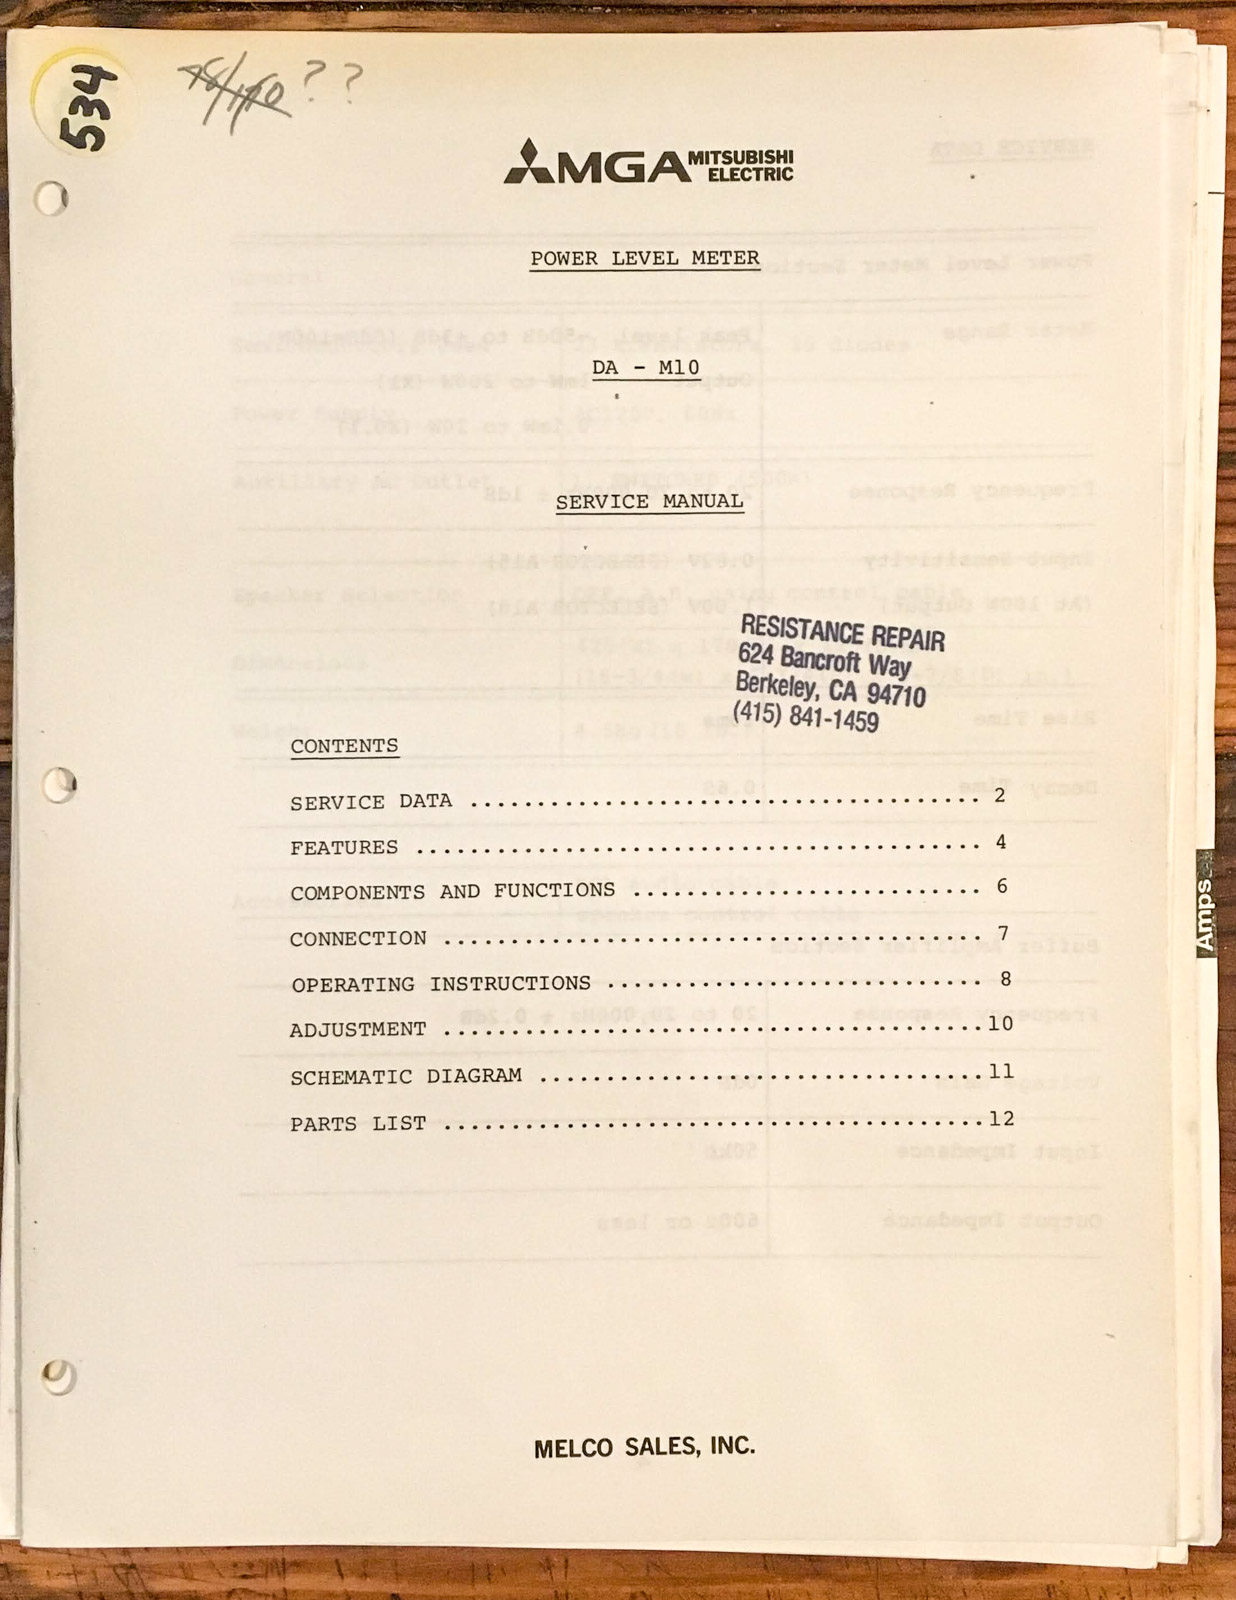 534
??
MGA MITSUBISHI ELECTRIC
POWER LEVEL METER
DA - M10
SERVICE MANUAL
RESISTANCE REPAIR
624 Bancroft Way
Berkeley, CA 94710
(415) 841-1459
CONTENTS
SERVICE DATA ...................................... 2
FEATURES .......................................... 4
COMPONENTS AND FUNCTIONS .......................... 6
CONNECTION ........................................ 7
OPERATING INSTRUCTIONS ............................ 8
ADJUSTMENT ........................................10
SCHEMATIC DIAGRAM .................................11
PARTS LIST ........................................12
MELCO SALES, INC.
Amps